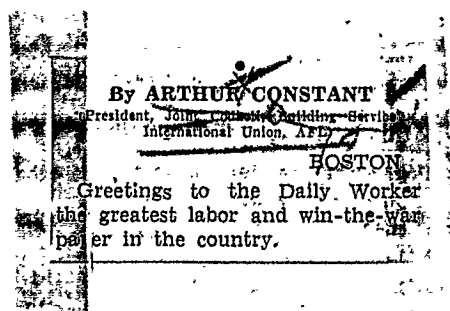 By ARTHUR CONSTANT
President, Joint Council, Building Service
International Union, AFL
BOSTON
Greetings to the Daily Worker
the greatest labor and win-the-war
paper in the country.